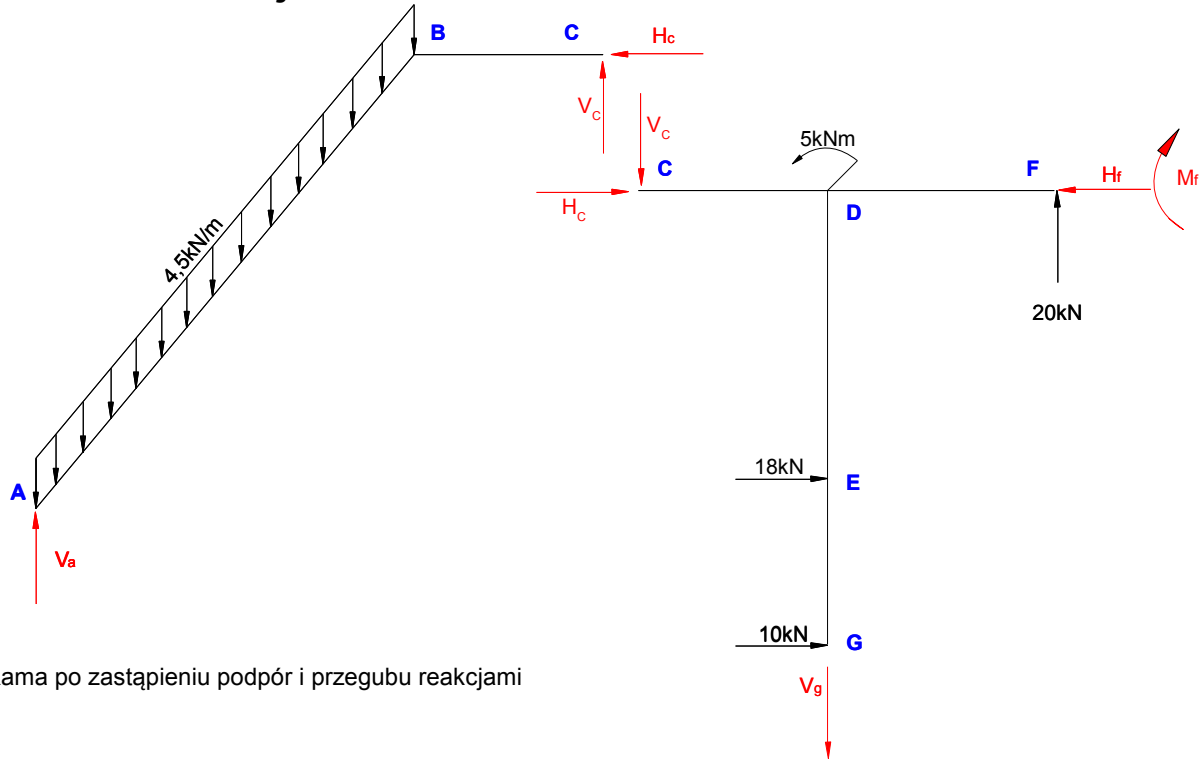 B
C
Hc
VC
VC
5kNm
C
F
Hf
Mf
HC
D
4,5kN/m
20kN
A
18kN
E
Va
10kN
G
ama po zastąpieniu podpór i przegubu reakcjami
Vg